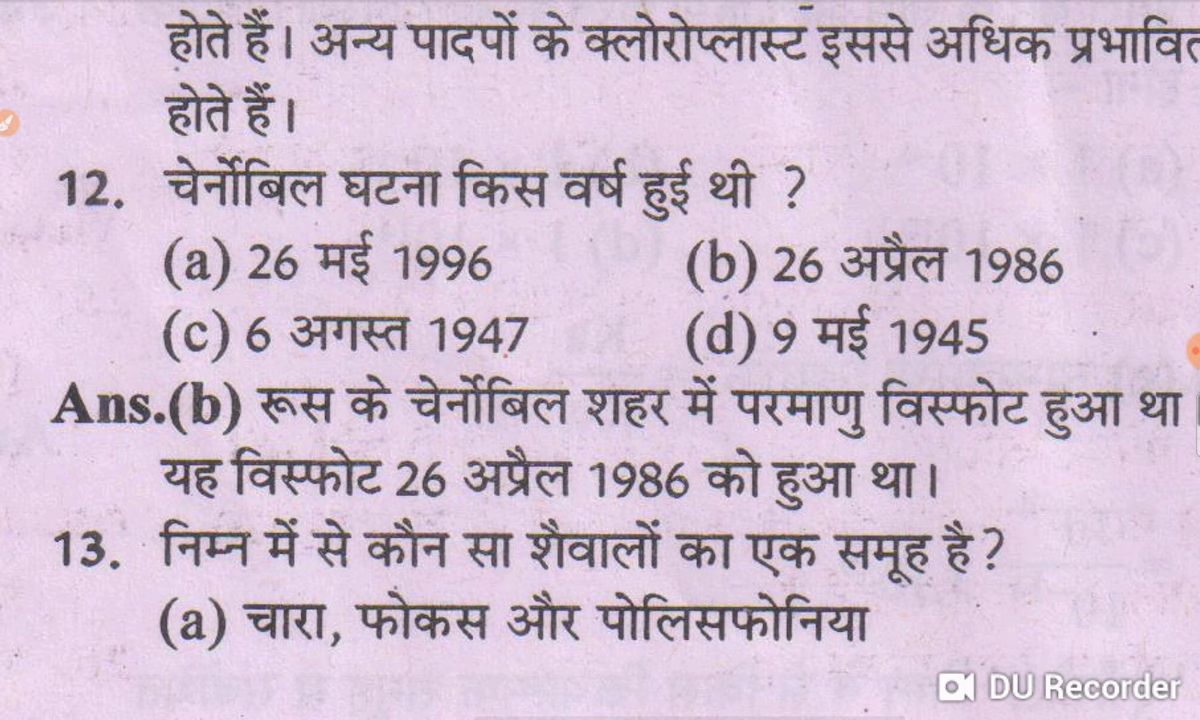 होते हैं। अन्य पादपों के क्लोरोप्लास्ट इससे अधिक प्रभावित
होते हैं।
12. चेर्नोबिल घटना किस वर्ष हुई थी ?
(a) 26 मई 1996 (b) 26 अप्रैल 1986
(c) 6 अगस्त 1947 (d) 9 मई 1945
Ans.(b) रूस के चेर्नोबिल शहर में परमाणु विस्फोट हुआ था।
यह विस्फोट 26 अप्रैल 1986 को हुआ था।
13. निम्न में से कौन सा शैवालों का एक समूह है?
(a) चारा, फोकस और पोलिसफोनिया
DU Recorder